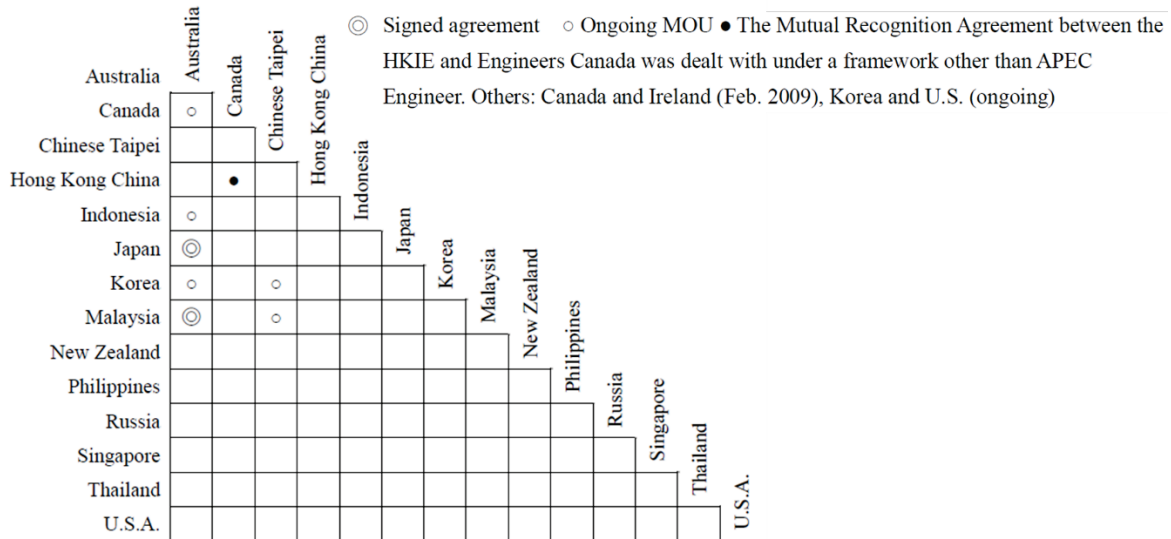 ◎ Signed agreement ○ Ongoing MOU ● The Mutual Recognition Agreement between the
HKIE and Engineers Canada was dealt with under a framework other than APEC
Engineer. Others: Canada and Ireland (Feb. 2009), Korea and U.S. (ongoing)
Australia
Canada
Chinese Taipei
Hong Kong China
Indonesia
Japan
Korea
Malaysia
New Zealand
Philippines
Russia
Singapore
Thailand
U.S.A.
Australia
Canada ○
Chinese Taipei
Hong Kong China ●
Indonesia ○
Japan ◎
Korea ○ ○
Malaysia ◎ ○
New Zealand
Philippines
Russia
Singapore
Thailand
U.S.A.